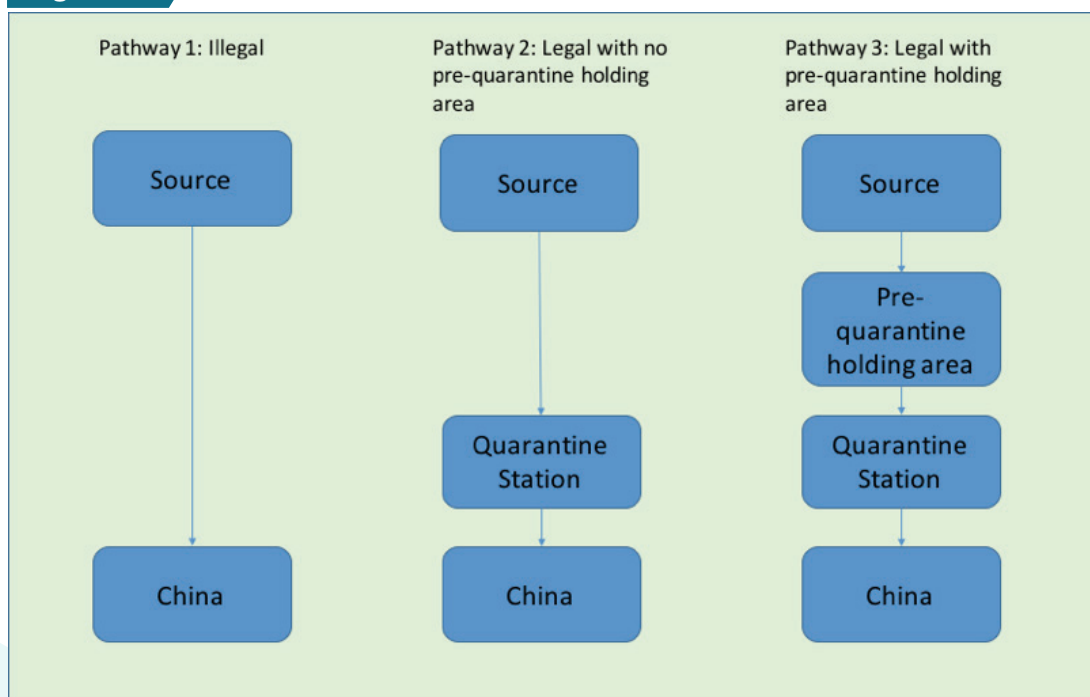 Pathway 1: Illegal
Source
China
Pathway 2: Legal with no
pre-quarantine holding
area
Source
Quarantine
Station
China
Pathway 3: Legal with
pre-quarantine holding
area
Source
Pre-
quarantine
holding area
Quarantine
Station
China